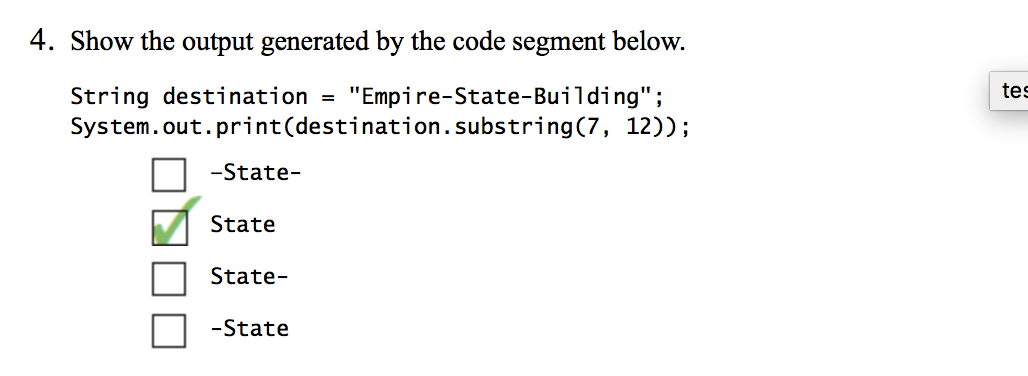 4. Show the output generated by the code segment below.
tes
String destination = "Empire-State-Building";
System.out.print(destination.substring(7, 12));
-State-
State
State-
-State